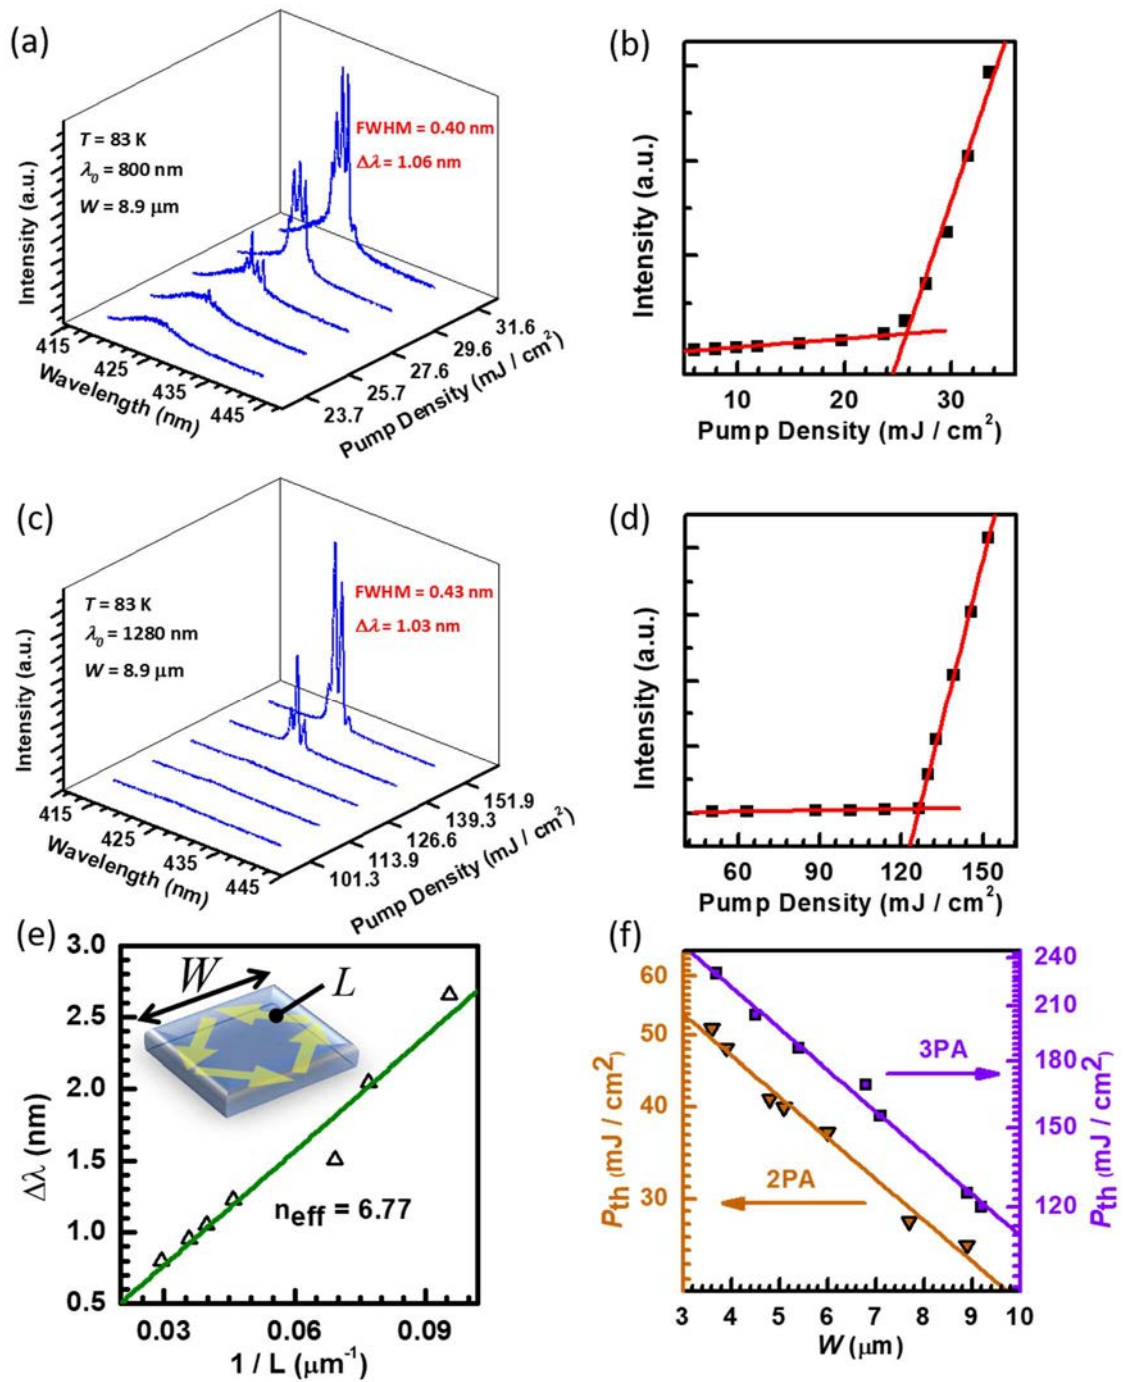 (a)
T = 83 K
λ0 = 800 nm
W = 8.9 μm
FWHM = 0.40 nm
Δλ = 1.06 nm
Intensity (a.u.)
415
425
435
445
Wavelength (nm)
23.7
25.7
27.6
29.6
31.6
Pump Density (mJ / cm²)
(b)
Intensity (a.u.)
10 20 30
Pump Density (mJ / cm²)
(c)
T = 83 K
λ0 = 1280 nm
W = 8.9 μm
FWHM = 0.43 nm
Δλ = 1.03 nm
Intensity (a.u.)
415
425
435
445
Wavelength (nm)
101.3
113.9
126.6
139.3
151.9
Pump Density (mJ / cm²)
(d)
Intensity (a.u.)
60 90 120 150
Pump Density (mJ / cm²)
(e)
3.0
2.5
2.0
1.5
1.0
0.5
Δλ (nm)
W
L
neff = 6.77
0.03 0.06 0.09
1 / L (μm⁻¹)
(f)
60
50
40
30
Pth (mJ / cm²)
3PA
2PA
240
210
180
150
120
Pth (mJ / cm²)
3 4 5 6 7 8 9 10
W (μm)